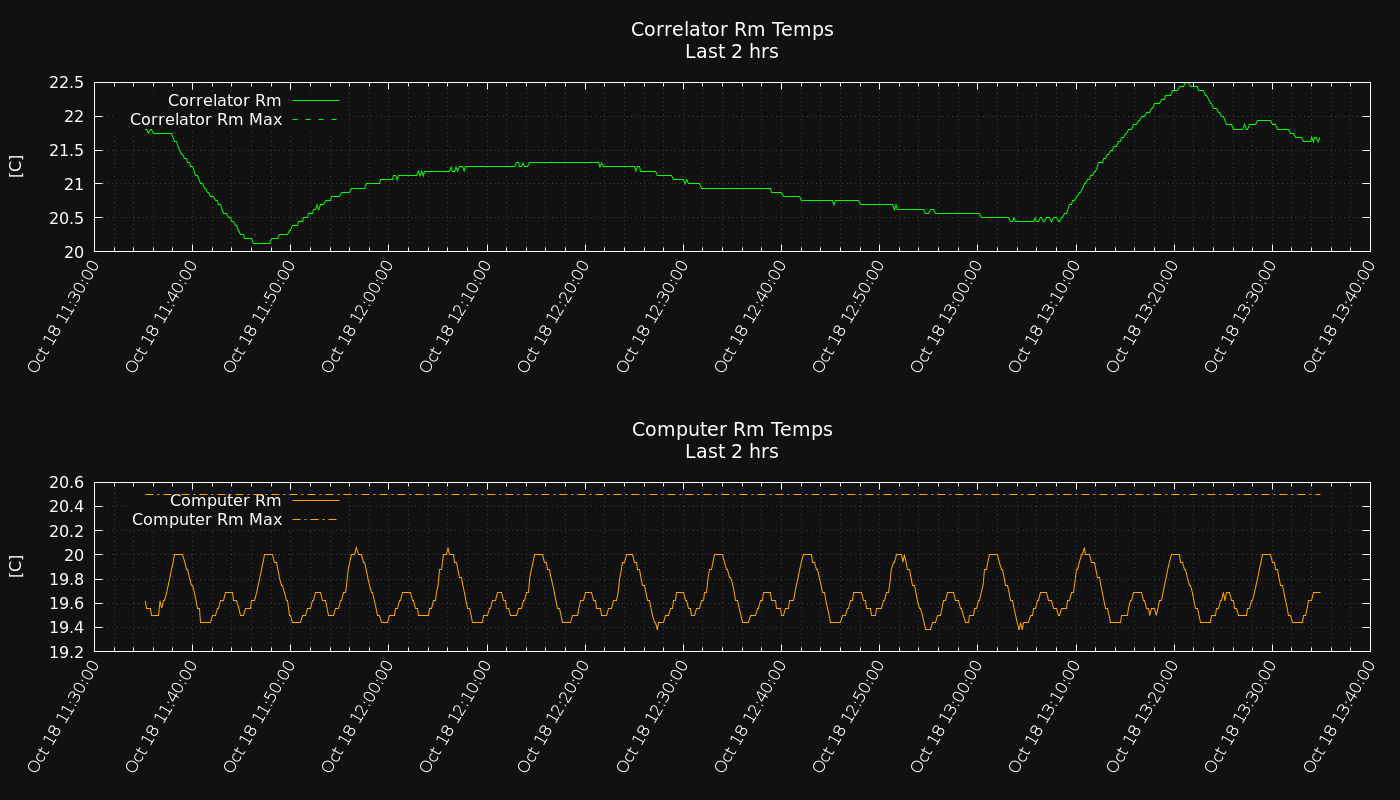 Correlator Rm Temps
Last 2 hrs
22.5
22
21.5
21
20.5
20
[C]
Correlator Rm
Correlator Rm Max
Oct 18 11:30:00
Oct 18 11:40:00
Oct 18 11:50:00
Oct 18 12:00:00
Oct 18 12:10:00
Oct 18 12:20:00
Oct 18 12:30:00
Oct 18 12:40:00
Oct 18 12:50:00
Oct 18 13:00:00
Oct 18 13:10:00
Oct 18 13:20:00
Oct 18 13:30:00
Oct 18 13:40:00
Computer Rm Temps
Last 2 hrs
20.6
20.4
20.2
20
19.8
19.6
19.4
19.2
[C]
Computer Rm
Computer Rm Max
Oct 18 11:30:00
Oct 18 11:40:00
Oct 18 11:50:00
Oct 18 12:00:00
Oct 18 12:10:00
Oct 18 12:20:00
Oct 18 12:30:00
Oct 18 12:40:00
Oct 18 12:50:00
Oct 18 13:00:00
Oct 18 13:10:00
Oct 18 13:20:00
Oct 18 13:30:00
Oct 18 13:40:00